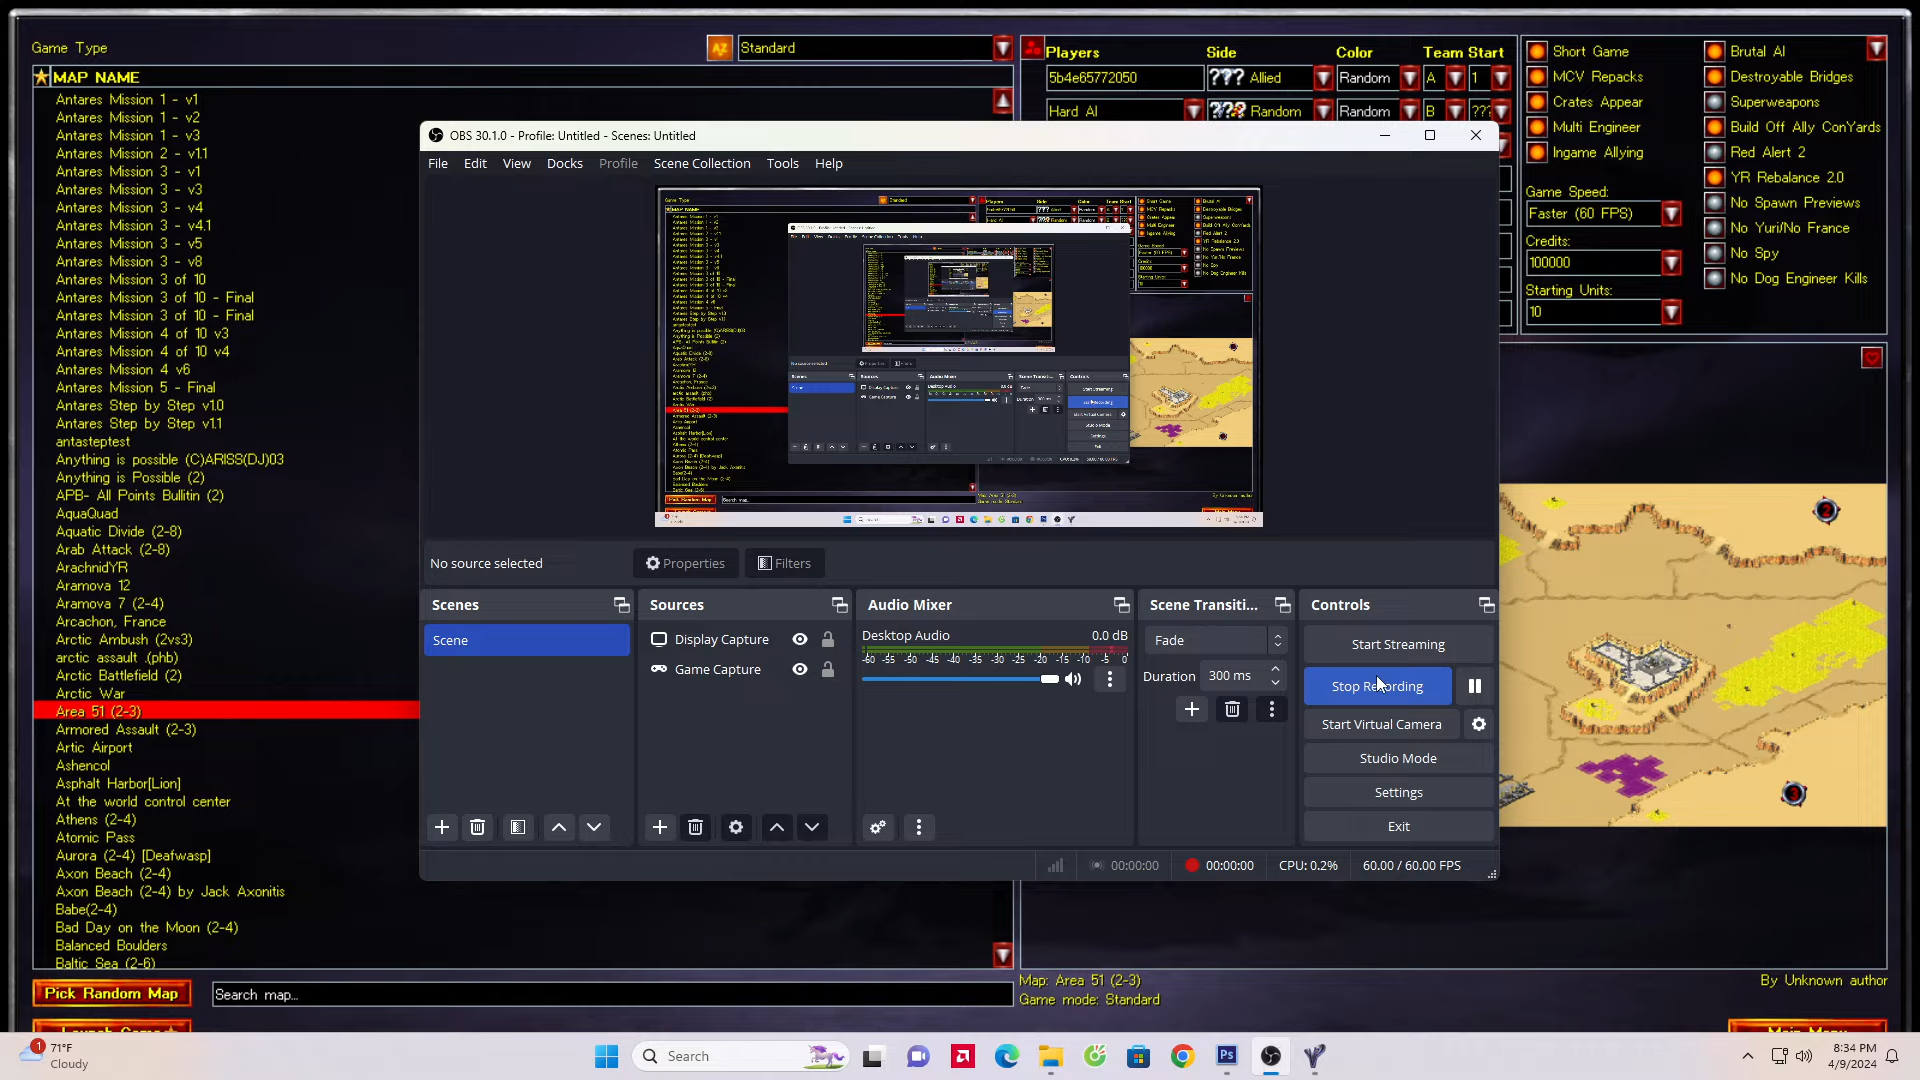 Game Type
AZ
Standard
MAP NAME
Antares Mission 1 - v1
Antares Mission 1 - v2
Antares Mission 1 - v3
Antares Mission 2 - v1.1
Antares Mission 3 - v1
Antares Mission 3 - v3
Antares Mission 3 - v4
Antares Mission 3 - v4.1
Antares Mission 3 - v5
Antares Mission 3 - v8
Antares Mission 3 of 10
Antares Mission 3 of 10 - Final
Antares Mission 3 of 10 - Final
Antares Mission 4 of 10 v3
Antares Mission 4 of 10 v4
Antares Mission 4 v6
Antares Mission 5 - Final
Antares Step by Step v1.0
Antares Step by Step v1.1
antasteptest
Anything is possible (C)ARISS(DJ)03
Anything is Possible (2)
APB- All Points Bullitin (2)
AquaQuad
Aquatic Divide (2-8)
Arab Attack (2-8)
ArachnidYR
Aramova 12
Aramova 7 (2-4)
Arcachon, France
Arctic Ambush (2vs3)
arctic assault .(phb)
Arctic Battlefield (2)
Arctic War
Area 51 (2-3)
Armored Assault (2-3)
Artic Airport
Ashencol
Asphalt Harbor[Lion]
At the world control center
Athens (2-4)
Atomic Pass
Aurora (2-4) [Deafwasp]
Axon Beach (2-4)
Axon Beach (2-4) by Jack Axonitis
Babe(2-4)
Bad Day on the Moon (2-4)
Balanced Boulders
Baltic Sea (2-6)
Pick Random Map
Search map...
Players Side Color Team Start
5b4e65772050 ??? Allied Random A 1
Hard AI ??? Random Random B ???
Short Game
MCV Repacks
Crates Appear
Multi Engineer
Ingame Allying
Game Speed:
Faster (60 FPS)
Credits:
100000
Starting Units:
10
Brutal AI
Destroyable Bridges
Superweapons
Build Off Ally ConYards
Red Alert 2
YR Rebalance 2.0
No Spawn Previews
No Yuri/No France
No Spy
No Dog Engineer Kills
OBS 30.1.0 - Profile: Untitled - Scenes: Untitled
File Edit View Docks Profile Scene Collection Tools Help
No source selected
Properties
Filters
Scenes
Scene
Sources
Display Capture
Game Capture
Audio Mixer
Desktop Audio 0.0 dB
-60 -55 -50 -45 -40 -35 -30 -25 -20 -15 -10 -5 0
Scene Transiti...
Fade
Duration 300 ms
Controls
Start Streaming
Stop Recording
Start Virtual Camera
Studio Mode
Settings
Exit
00:00:00
00:00:00
CPU: 0.2%
60.00 / 60.00 FPS
2
3
Map: Area 51 (2-3)
By Unknown author
Game mode: Standard
1
71°F
Cloudy
Search
Ps
8:34 PM
4/9/2024